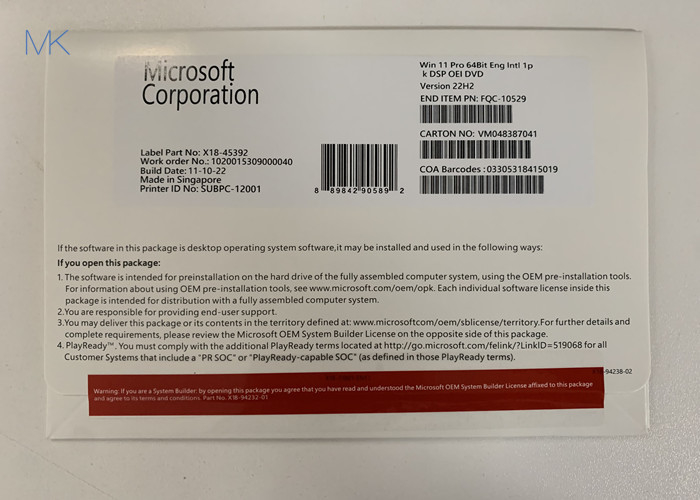 MK
Microsoft
Corporation
Win 11 Pro 64Bit Eng Intl 1p
k DSP OEI DVD
Version 22H2
END ITEM PN: FQC-10529
CARTON NO: VM048387041
COA Barcodes :03305318415019
Label Part No: X18-45392
Work order No.: 1020015309000040
Build Date: 11-10-22
Made in Singapore
Printer ID No: SUBPC-12001
8 89842 90589 2
If the software in this package is desktop operating system software,it may be installed and used in the following ways:
If you open this package:
1. The software is intended for preinstallation on the hard drive of the fully assembled computer system, using the OEM pre-installation tools.
For information about using OEM pre-installation tools, see www.microsoft.com/oem/opk. Each individual software license inside this
package is intended for distribution with a fully assembled computer system.
2.You are responsible for providing end-user support.
3.You may deliver this package or its contents in the territory defined at: www.microsoftcom/oem/sblicense/territory.For further details and
complete requirements, please review the Microsoft OEM System Builder License on the opposite side of this package.
4. PlayReady™. You must comply with the additional PlayReady terms located at http://go.microsoft.com/felink/?LinkID=519068 for all
Customer Systems that include a "PR SOC" or "PlayReady-capable SOC" (as defined in those PlayReady terms).
-94238-02
Warning: If you are a System Builder: by opening this package you agree that you have read and understood the Microsoft OEM System Builder License affixed to this package
and agree to its terms and conditions. Part No. X18-94232-01